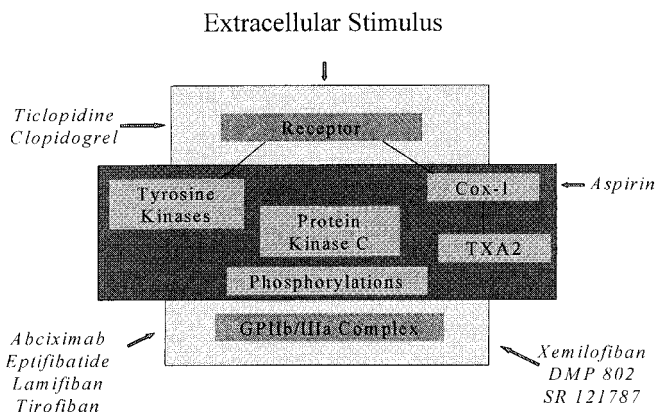 Extracellular Stimulus
Ticlopidine
Clopidogrel
Receptor
Tyrosine
Kinases
Cox-1
Aspirin
Protein
Kinase C
TXA2
Phosphorylations
GPIIb/IIIa Complex
Abciximab
Eptifibatide
Lamifiban
Tirofiban
Xemilofiban
DMP 802
SR 121787